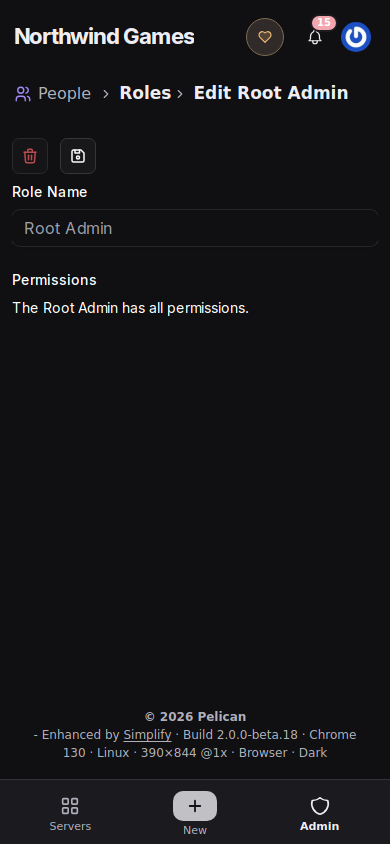 Northwind Games
15
People › Roles › Edit Root Admin
Role Name
Root Admin
Permissions
The Root Admin has all permissions.
© 2026 Pelican
- Enhanced by Simplify · Build 2.0.0-beta.18 · Chrome
130 · Linux · 390×844 @1x · Browser · Dark
Servers
New
Admin